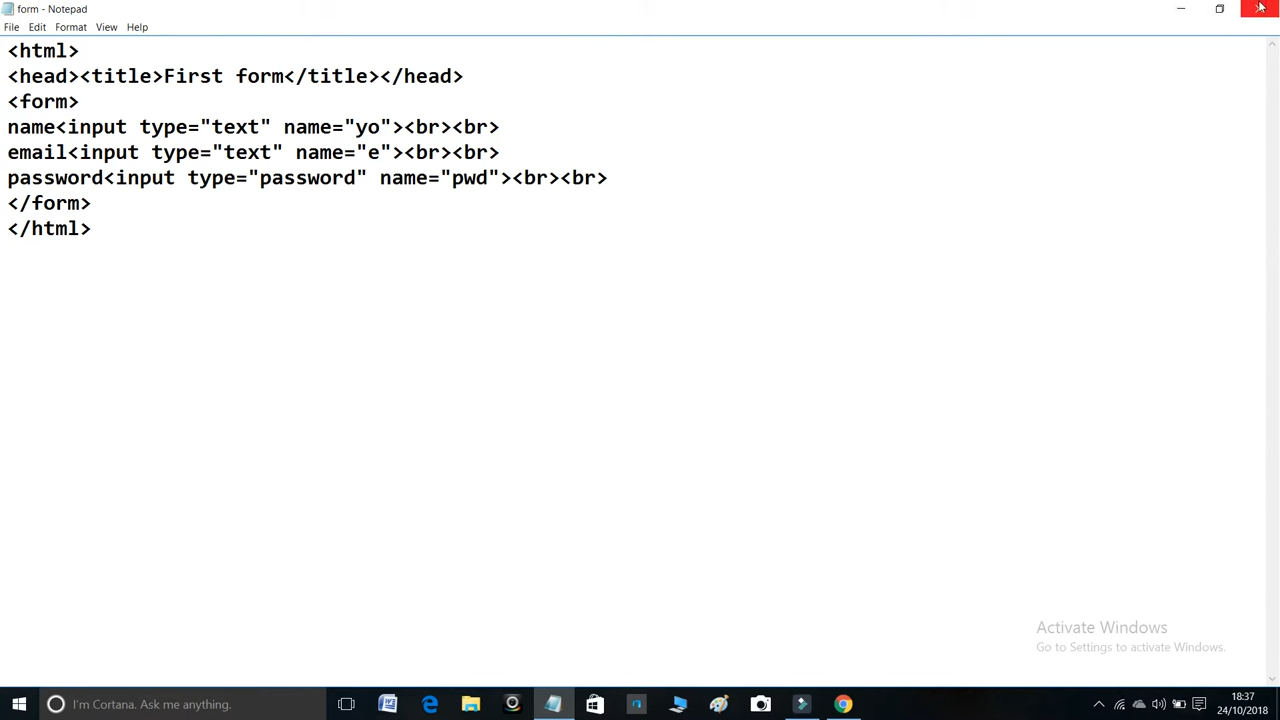 form - Notepad
File Edit Format View Help
<html>
<head><title>First form</title></head>
<form>
name<input type="text" name="yo"><br><br>
email<input type="text" name="e"><br><br>
password<input type="password" name="pwd"><br><br>
</form>
</html>
Activate Windows
Go to Settings to activate Windows.
I'm Cortana. Ask me anything.
18:37
24/10/2018